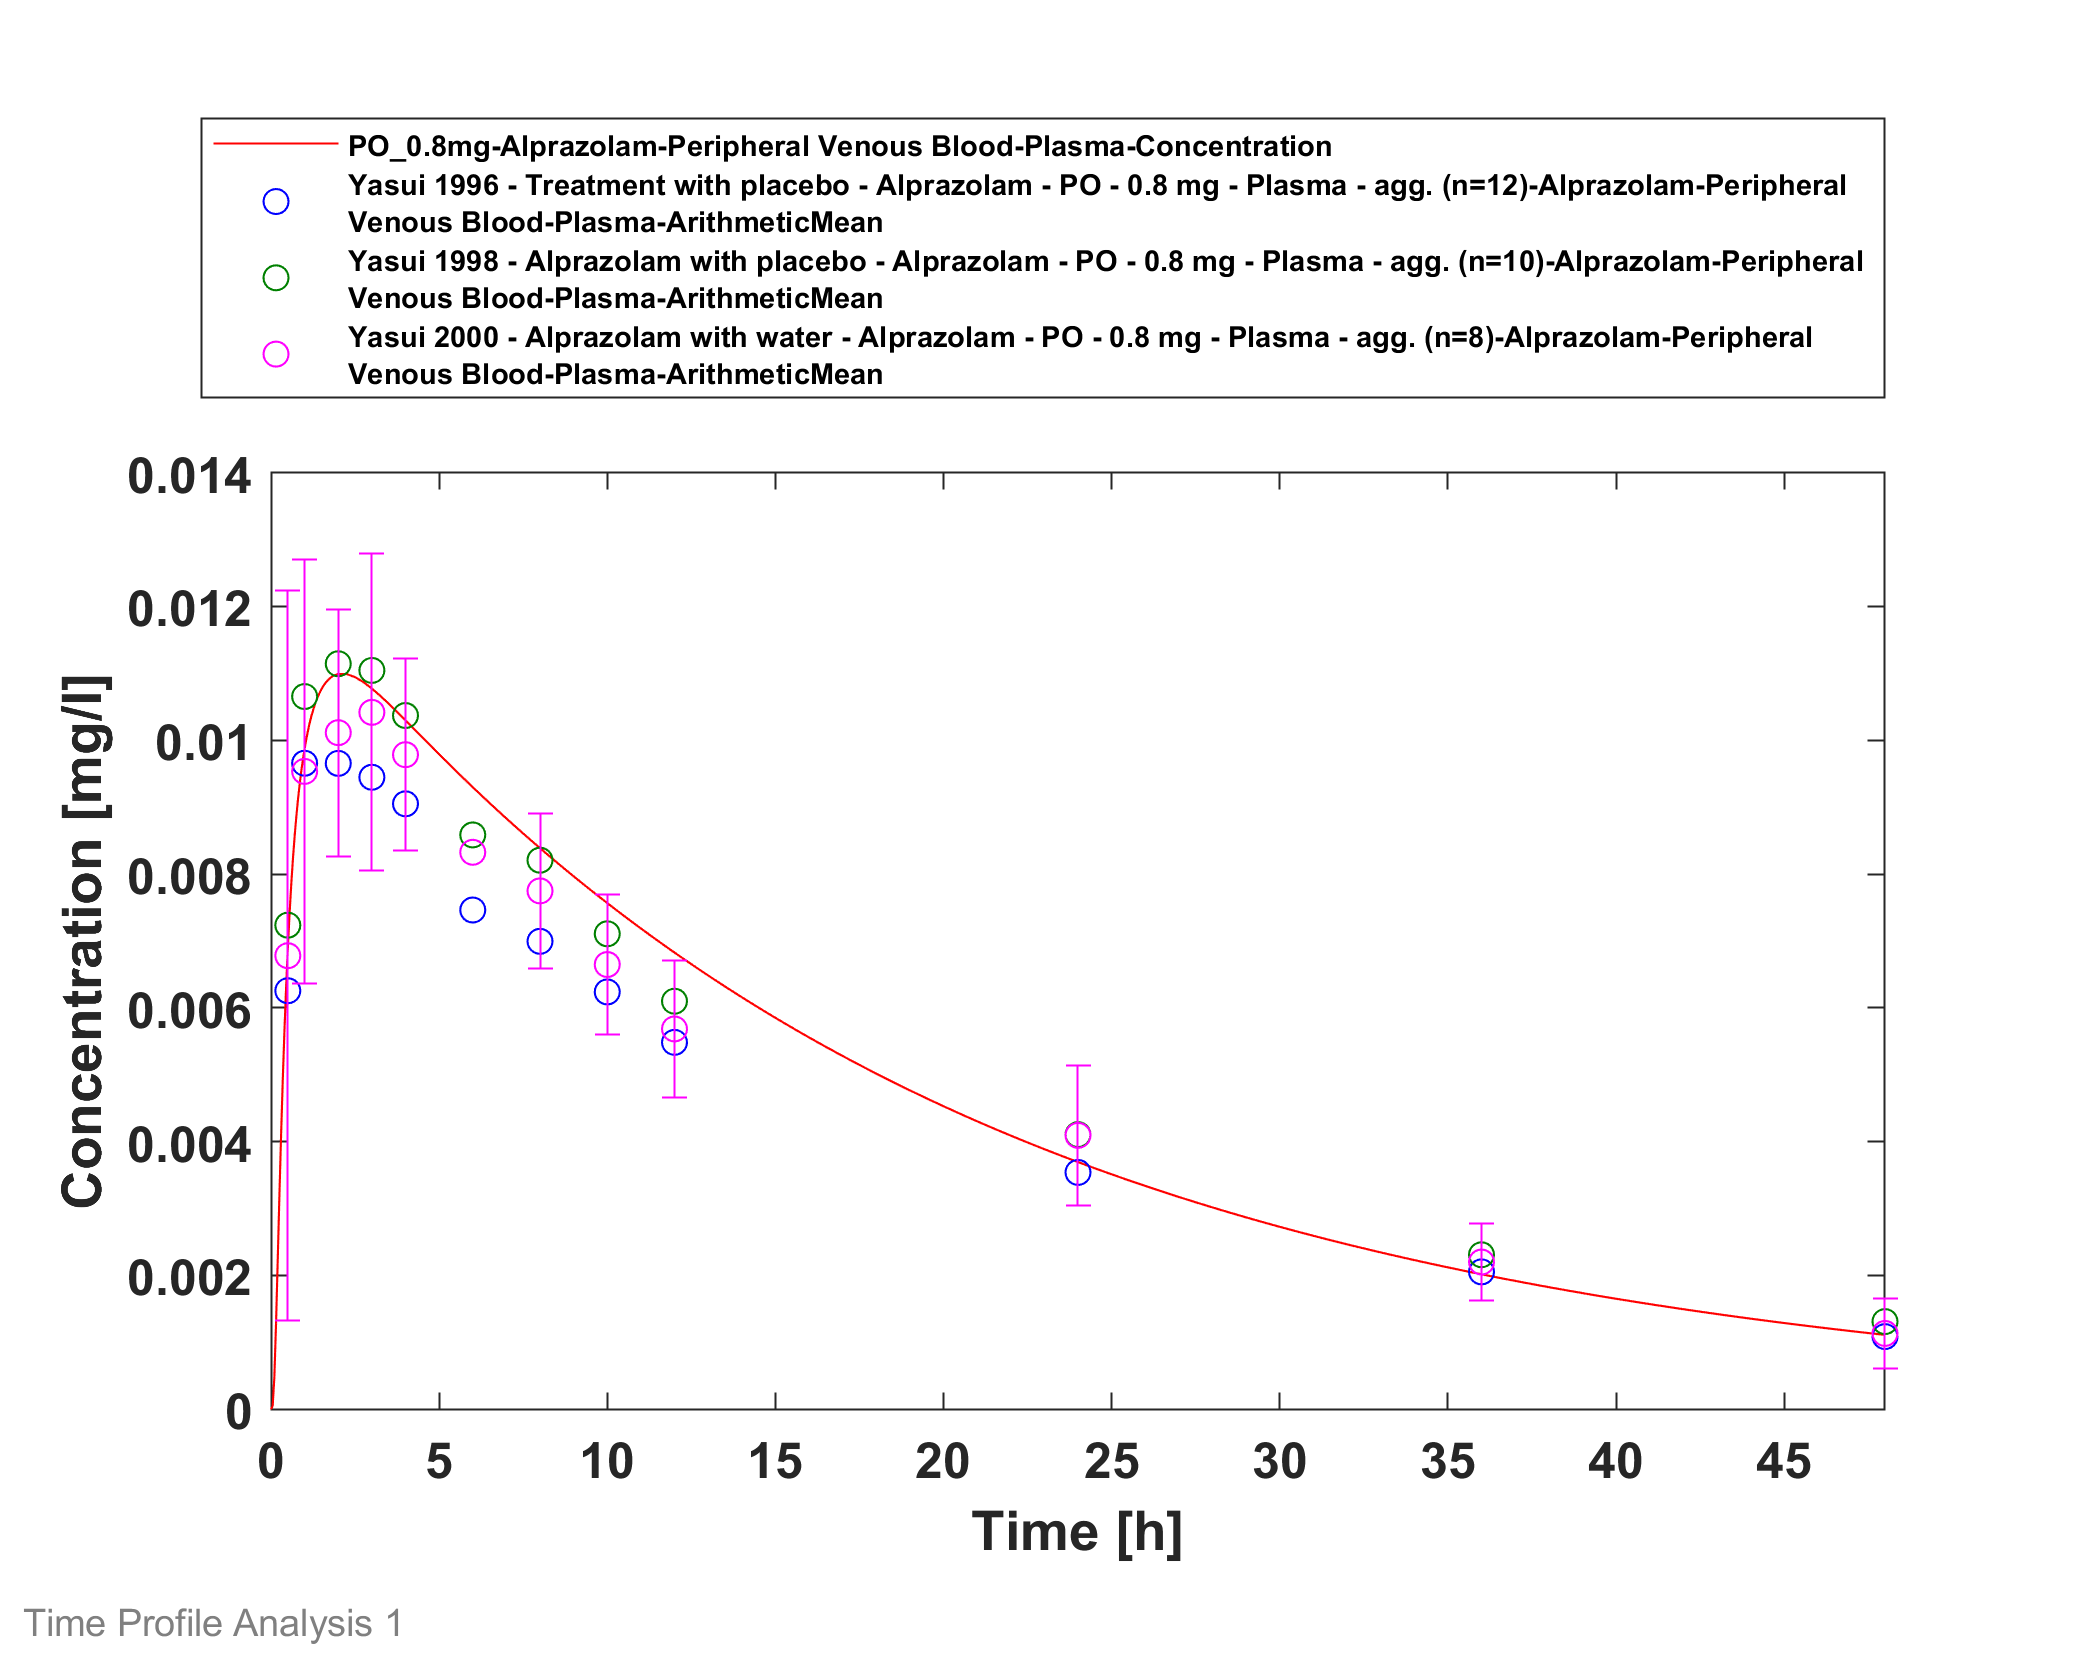 PO_0.8mg-Alprazolam-Peripheral Venous Blood-Plasma-Concentration
Yasui 1996 - Treatment with placebo - Alprazolam - PO - 0.8 mg - Plasma - agg. (n=12)-Alprazolam-Peripheral
Venous Blood-Plasma-ArithmeticMean
Yasui 1998 - Alprazolam with placebo - Alprazolam - PO - 0.8 mg - Plasma - agg. (n=10)-Alprazolam-Peripheral
Venous Blood-Plasma-ArithmeticMean
Yasui 2000 - Alprazolam with water - Alprazolam - PO - 0.8 mg - Plasma - agg. (n=8)-Alprazolam-Peripheral
Venous Blood-Plasma-ArithmeticMean
0.014
0.012
0.01
0.008
0.006
0.004
0.002
0
Concentration [mg/l]
0 5 10 15 20 25 30 35 40 45
Time [h]
Time Profile Analysis 1